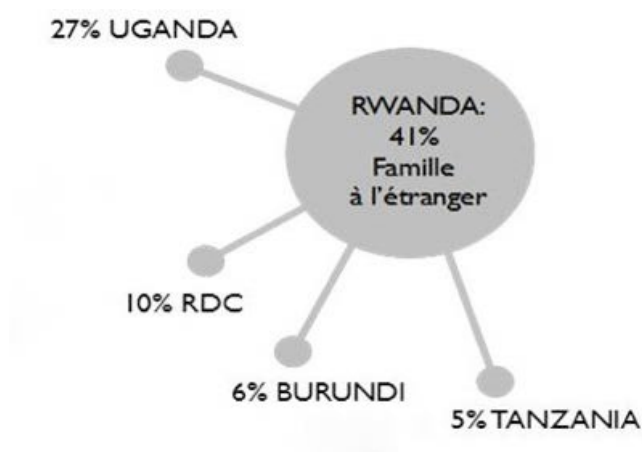 27% UGANDA
RWANDA:
41%
Famille
à l'étranger
10% RDC
6% BURUNDI
5% TANZANIA